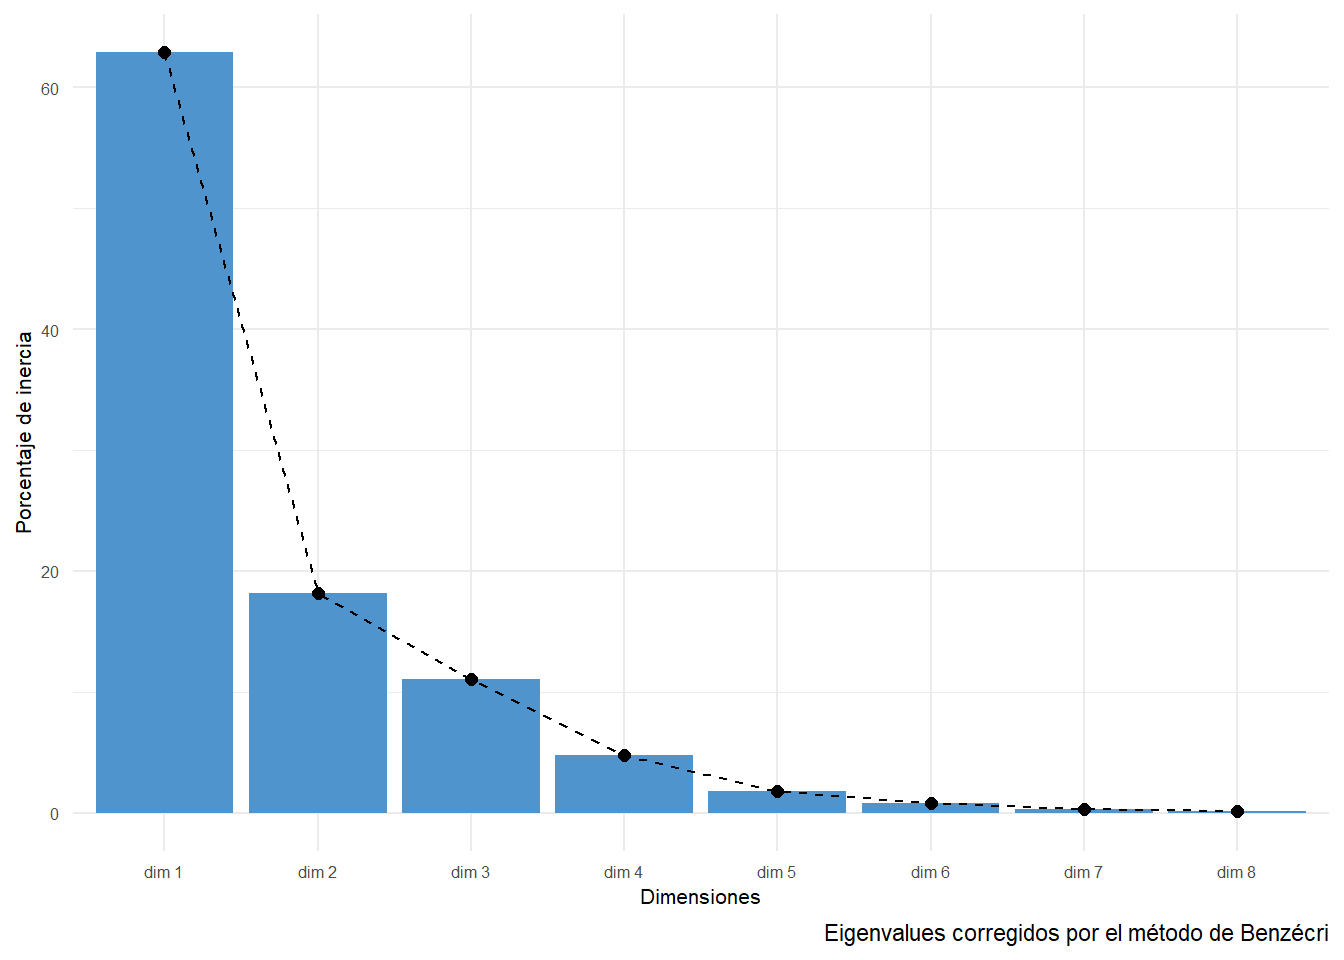 Porcentaje de inercia
60
40
20
0
dim 1 dim 2 dim 3 dim 4 dim 5 dim 6 dim 7 dim 8
Dimensiones
Eigenvalues corregidos por el método de Benzécri